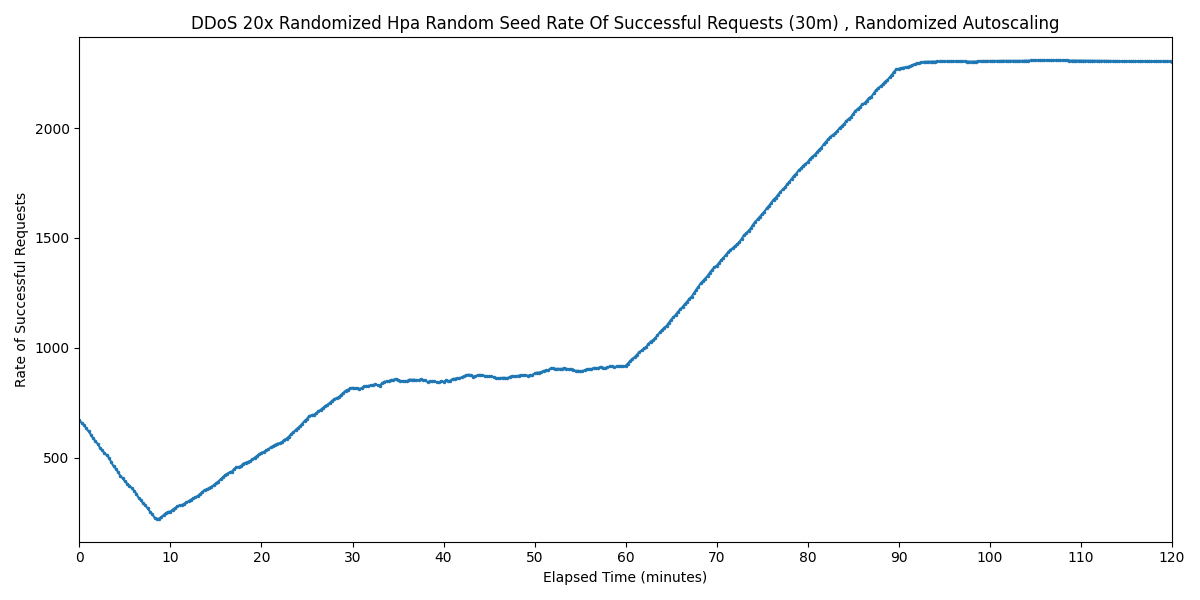 DDoS 20x Randomized Hpa Random Seed Rate Of Successful Requests (30m) , Randomized Autoscaling
2000
1500
1000
500
Rate of Successful Requests
0 10 20 30 40 50 60 70 80 90 100 110 120
Elapsed Time (minutes)